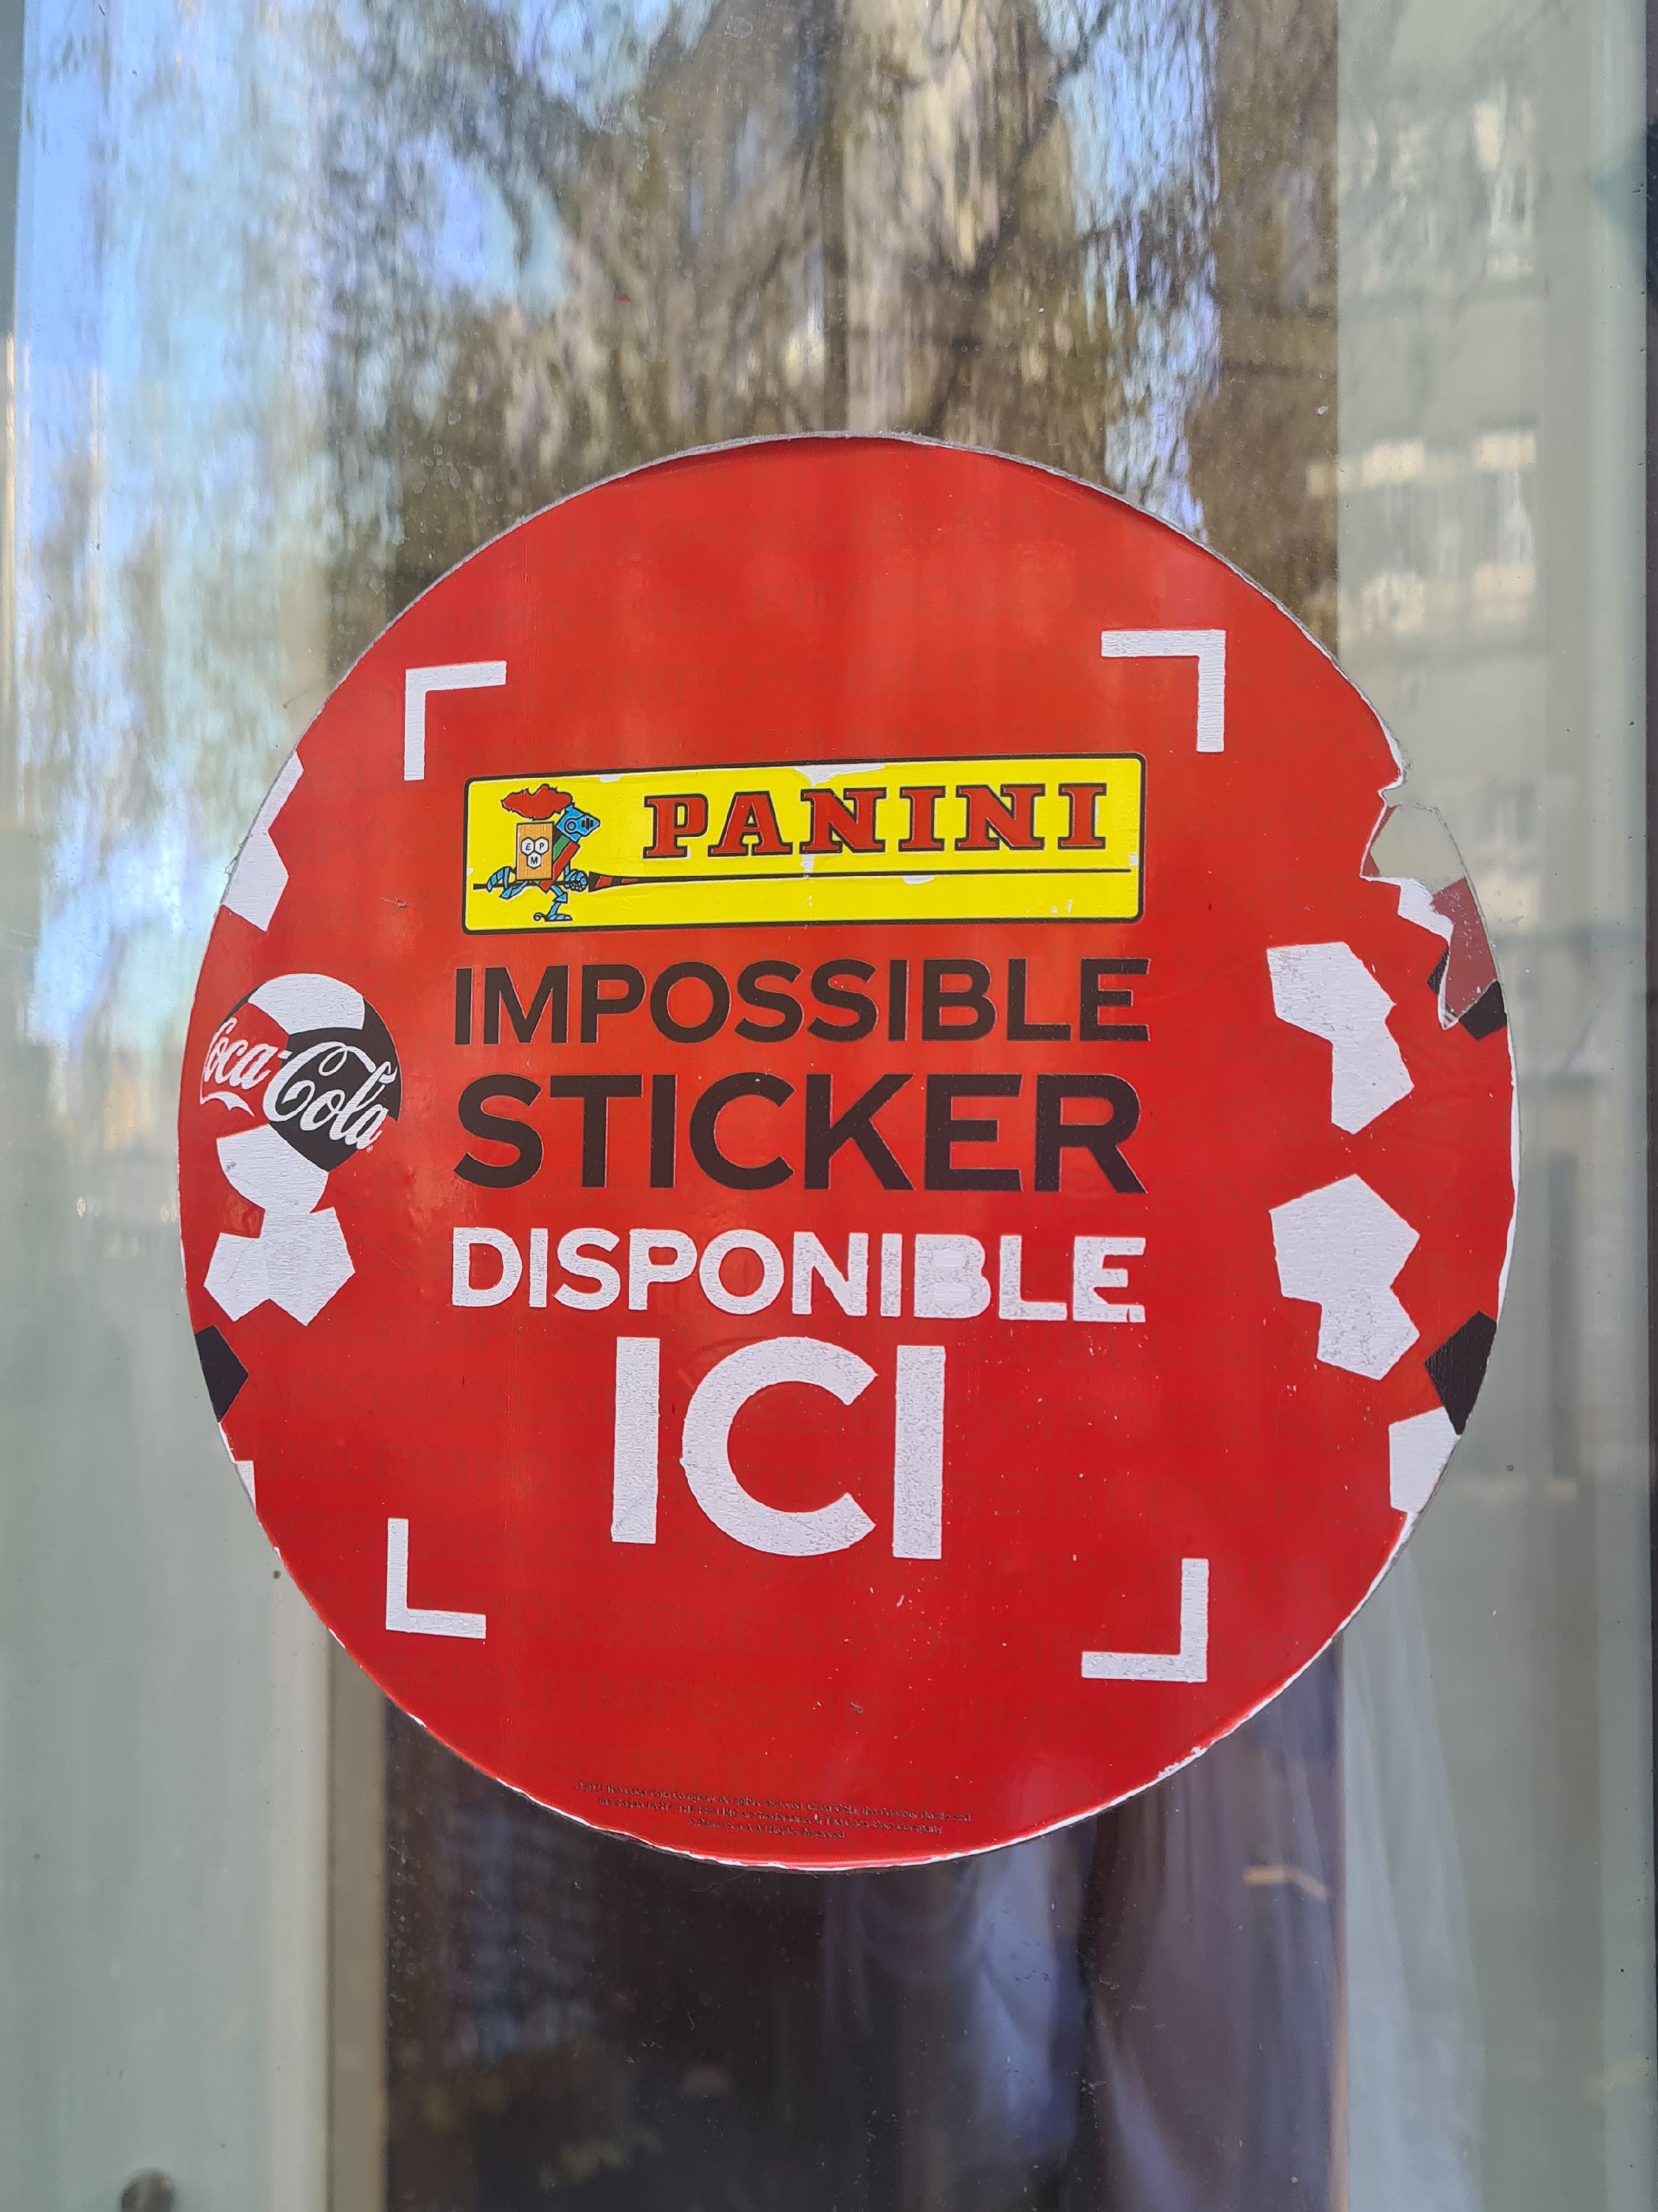 PANINI
E P
M
IMPOSSIBLE
STICKER
Coca-Cola
DISPONIBLE
ICI